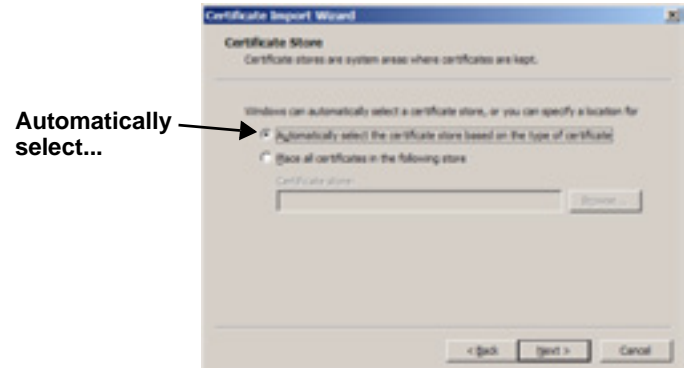 Certificate Import Wizard
Certificate Store
Certificate stores are system areas where certificates are kept.
Windows can automatically select a certificate store, or you can specify a location for
Automatically
select...
Automatically select the certificate store based on the type of certificate
Place all certificates in the following store
Certificate store:
Browse...
< Back
Next >
Cancel